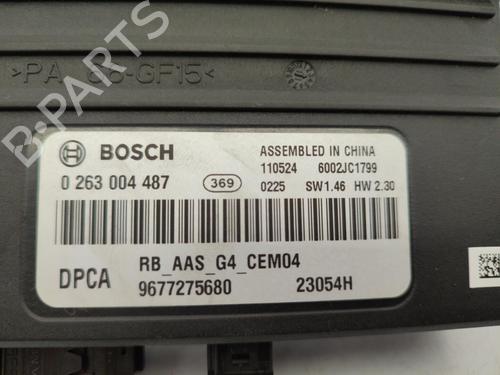 >PA 66-GF15<
B-PARTS
BOSCH
ASSEMBLED IN CHINA
110524 6002JC1799
0 263 004 487 369 0225 SW1.46 HW 2.30
DPCA RB_AAS_G4_CEM04
9677275680 23054H